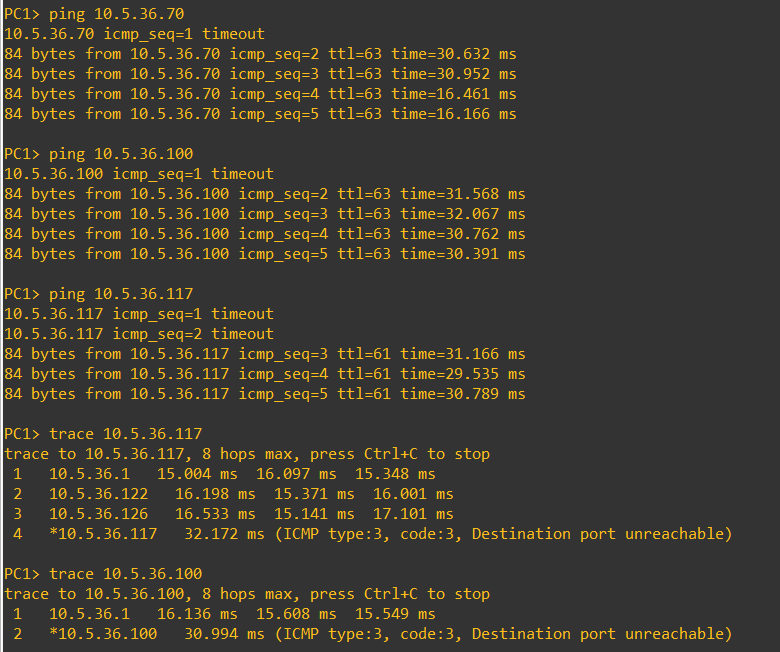 PC1> ping 10.5.36.70
10.5.36.70 icmp_seq=1 timeout
84 bytes from 10.5.36.70 icmp_seq=2 ttl=63 time=30.632 ms
84 bytes from 10.5.36.70 icmp_seq=3 ttl=63 time=30.952 ms
84 bytes from 10.5.36.70 icmp_seq=4 ttl=63 time=16.461 ms
84 bytes from 10.5.36.70 icmp_seq=5 ttl=63 time=16.166 ms
PC1> ping 10.5.36.100
10.5.36.100 icmp_seq=1 timeout
84 bytes from 10.5.36.100 icmp_seq=2 ttl=63 time=31.568 ms
84 bytes from 10.5.36.100 icmp_seq=3 ttl=63 time=32.067 ms
84 bytes from 10.5.36.100 icmp_seq=4 ttl=63 time=30.762 ms
84 bytes from 10.5.36.100 icmp_seq=5 ttl=63 time=30.391 ms
PC1> ping 10.5.36.117
10.5.36.117 icmp_seq=1 timeout
10.5.36.117 icmp_seq=2 timeout
84 bytes from 10.5.36.117 icmp_seq=3 ttl=61 time=31.166 ms
84 bytes from 10.5.36.117 icmp_seq=4 ttl=61 time=29.535 ms
84 bytes from 10.5.36.117 icmp_seq=5 ttl=61 time=30.789 ms
PC1> trace 10.5.36.117
trace to 10.5.36.117, 8 hops max, press Ctrl+C to stop
1 10.5.36.1 15.004 ms 16.097 ms 15.348 ms
2 10.5.36.122 16.198 ms 15.371 ms 16.001 ms
3 10.5.36.126 16.533 ms 15.141 ms 17.101 ms
4 *10.5.36.117 32.172 ms (ICMP type:3, code:3, Destination port unreachable)
PC1> trace 10.5.36.100
trace to 10.5.36.100, 8 hops max, press Ctrl+C to stop
1 10.5.36.1 16.136 ms 15.608 ms 15.549 ms
2 *10.5.36.100 30.994 ms (ICMP type:3, code:3, Destination port unreachable)